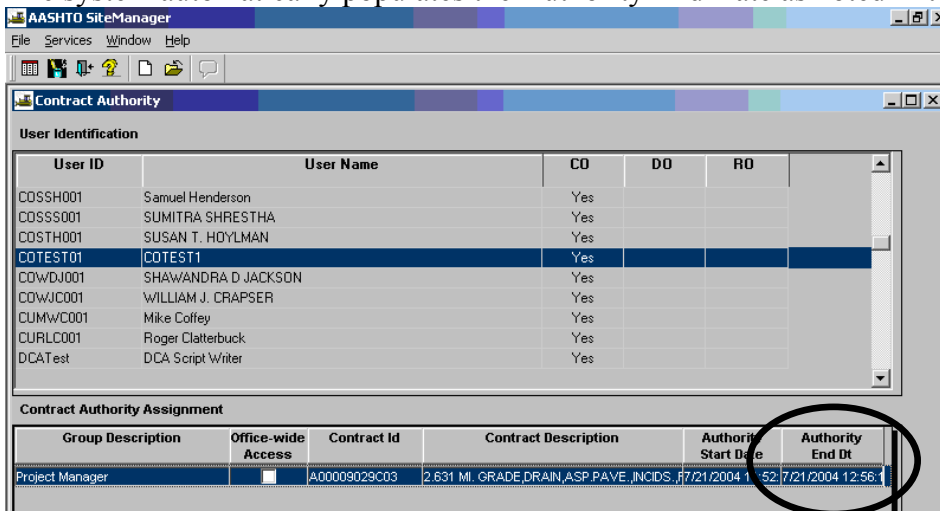 AASHTO SiteManager
File Services Window Help
Contract Authority
User Identification
User ID User Name CO DO RO
COSSH001 Samuel Henderson Yes
COSSS001 SUMITRA SHRESTHA Yes
COSTH001 SUSAN T. HOYLMAN Yes
COTEST01 COTEST1 Yes
COWDJ001 SHAWANDRA D JACKSON Yes
COWJC001 WILLIAM J. CRAPSER Yes
CUMWC001 Mike Coffey Yes
CURLC001 Roger Clatterbuck Yes
DCATest DCA Script Writer Yes
Contract Authority Assignment
Group Description Office-wide Access Contract Id Contract Description Authority Start Date Authority End Dt
Project Manager A00009029C03 2.631 MI. GRADE,DRAIN,ASP.PAVE.,INCIDS.,F 7/21/2004 7/21/2004 12:56:1